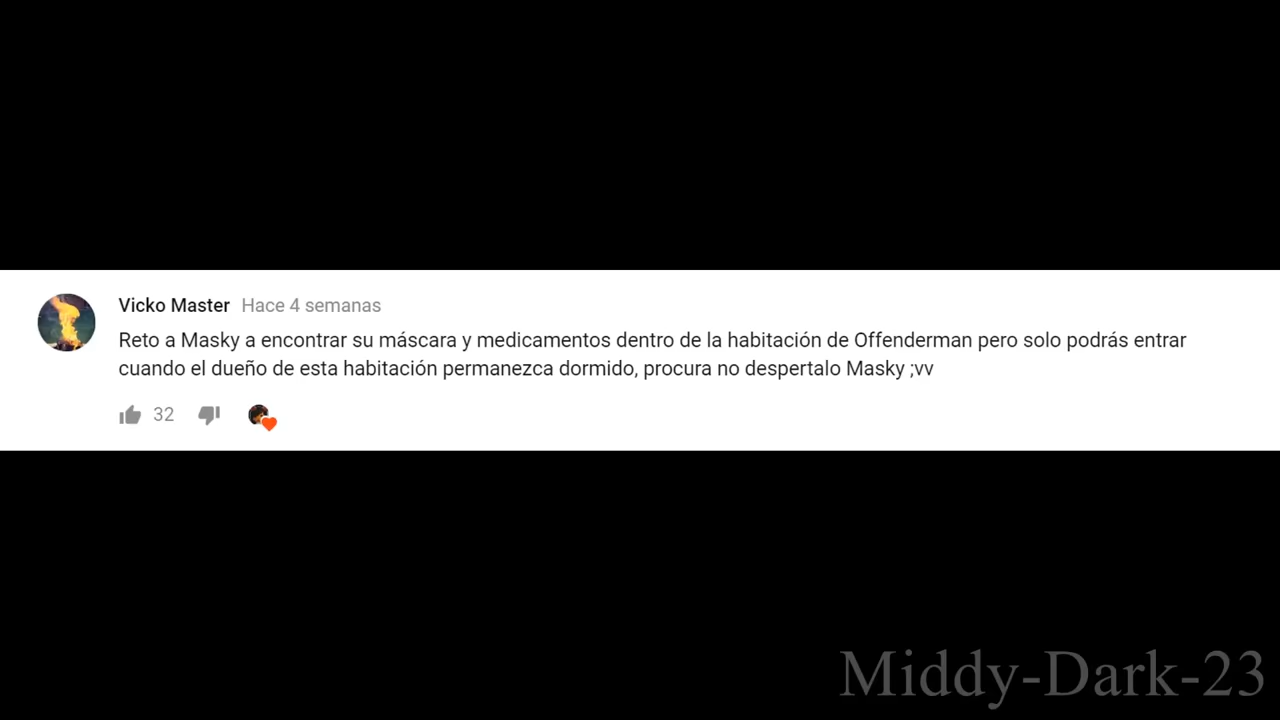 Vicko Master Hace 4 semanas
Reto a Masky a encontrar su máscara y medicamentos dentro de la habitación de Offenderman pero solo podrás entrar
cuando el dueño de esta habitación permanezca dormido, procura no despertalo Masky ;vv
32
Middy-Dark-23